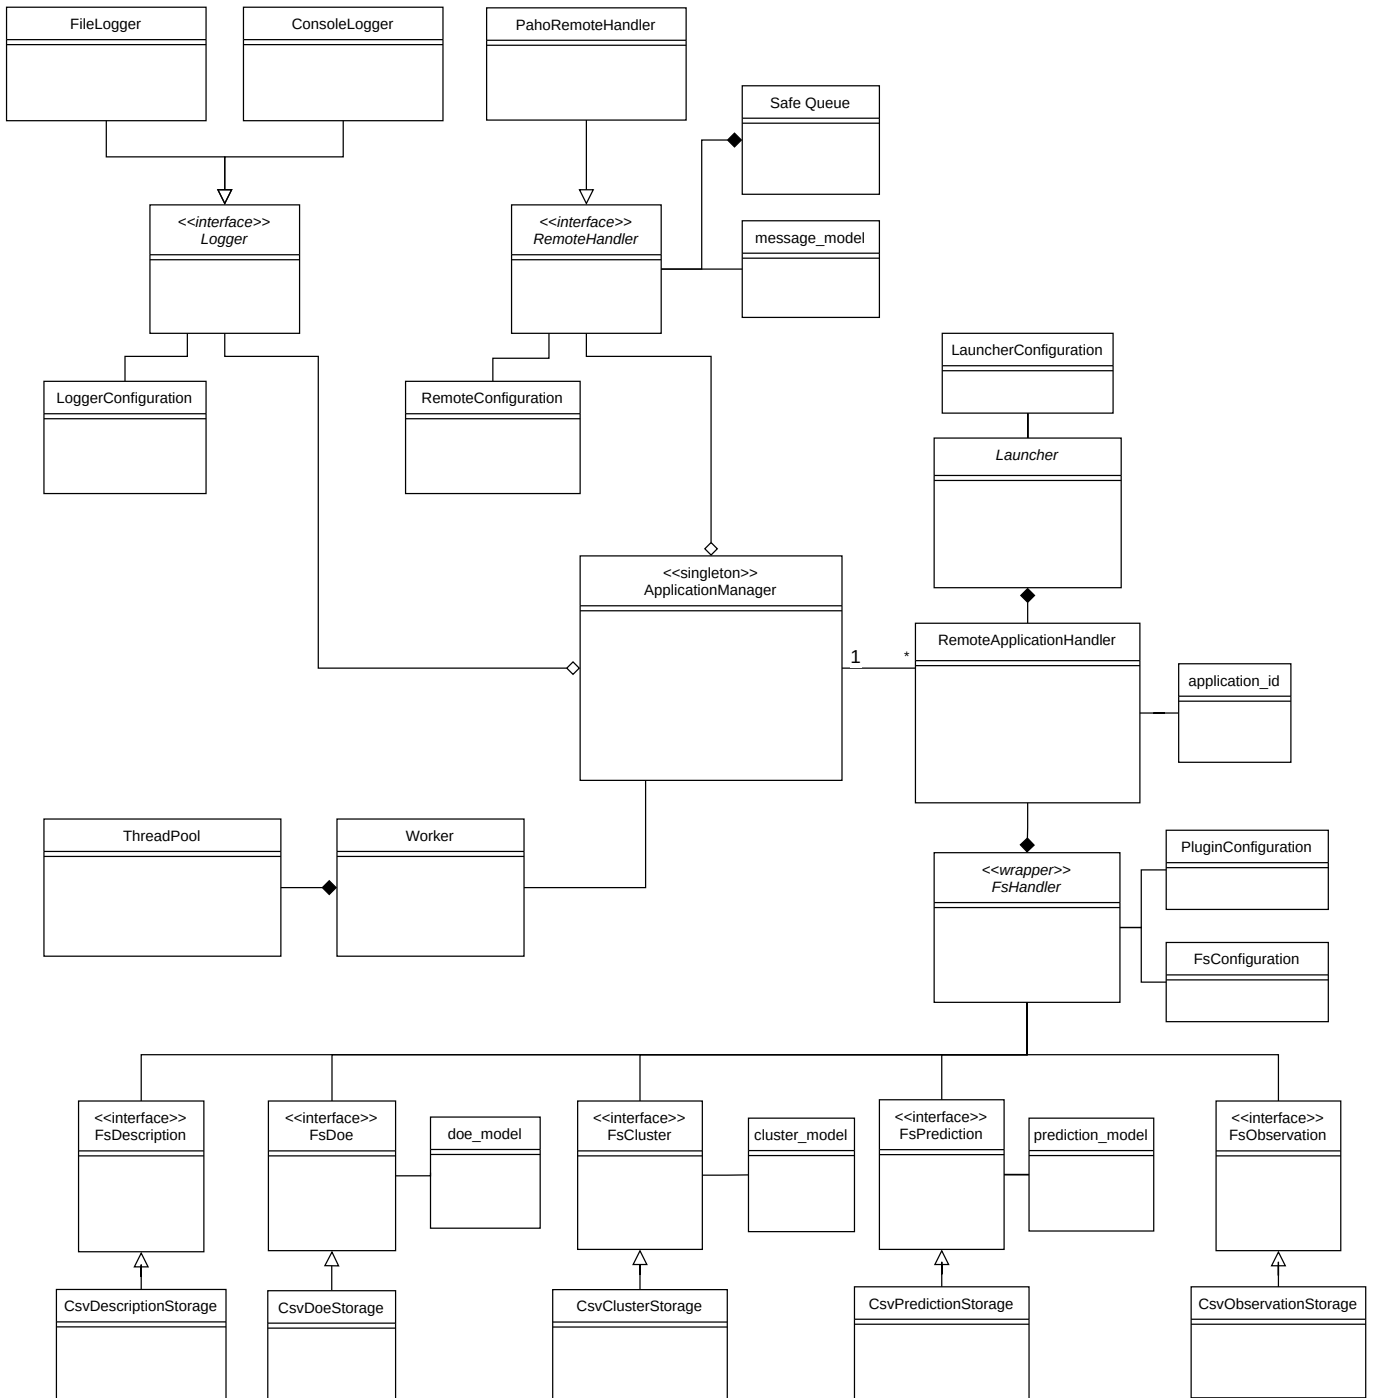 FileLogger
ConsoleLogger
PahoRemoteHandler
Safe Queue
<<interface>>
Logger
<<interface>>
RemoteHandler
message_model
LoggerConfiguration
RemoteConfiguration
LauncherConfiguration
Launcher
<<singleton>>
ApplicationManager
1
*
RemoteApplicationHandler
application_id
ThreadPool
Worker
<<wrapper>>
FsHandler
PluginConfiguration
FsConfiguration
<<interface>>
FsDescription
<<interface>>
FsDoe
doe_model
<<interface>>
FsCluster
cluster_model
<<interface>>
FsPrediction
prediction_model
<<interface>>
FsObservation
CsvDescriptionStorage
CsvDoeStorage
CsvClusterStorage
CsvPredictionStorage
CsvObservationStorage